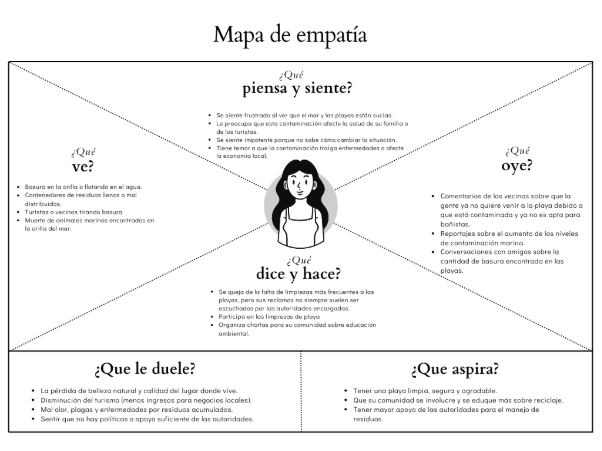 Mapa de empatía
¿Qué
piensa y siente?
Se siente frustrado al ver que el mar y las playas están sucias.
Le preocupa que esta contaminación afecte la salud de su familia o
de los turistas.
Se siente impotente porque no sabe cómo cambiar la situación.
Tiene temor a que la contaminación traiga enfermedades o afecte
la economía local.
¿Qué
ve?
Basura en la orilla o flotando en el agua.
Contenedores de residuos llenos o mal
distribuidos.
Turistas o vecinos tirando basura.
Muerte de animales marinos encontrados en
la orilla del mar.
¿Qué
oye?
Comentarios de los vecinos sobre que la
gente ya no quiere venir a la playa debido a
que está contaminada y ya no es apta para
bañistas.
Reportajes sobre el aumento de los niveles
de contaminación marina.
Conversaciones con amigos sobre la
cantidad de basura encontrada en las
playas.
¿Qué
dice y hace?
Se queja de la falta de limpiezas más frecuentes a las
playas, pero sus reclamos no siempre suelen ser
escuchados por las autoridades encargadas.
Participa en las limpiezas de playa
Organiza charlas para su comunidad sobre educación
ambiental.
¿Que le duele?
La pérdida de belleza natural y calidad del lugar donde vive.
Disminución del turismo (menos ingresos para negocios locales).
Mal olor, plagas y enfermedades por residuos acumulados.
Sentir que no hay políticas o apoyo suficiente de las autoridades.
¿Que aspira?
Tener una playa limpia, segura y agradable.
Que su comunidad se involucre y se eduque más sobre reciclaje.
Tener mayor apoyo de las autoridades para el manejo de
residuos.